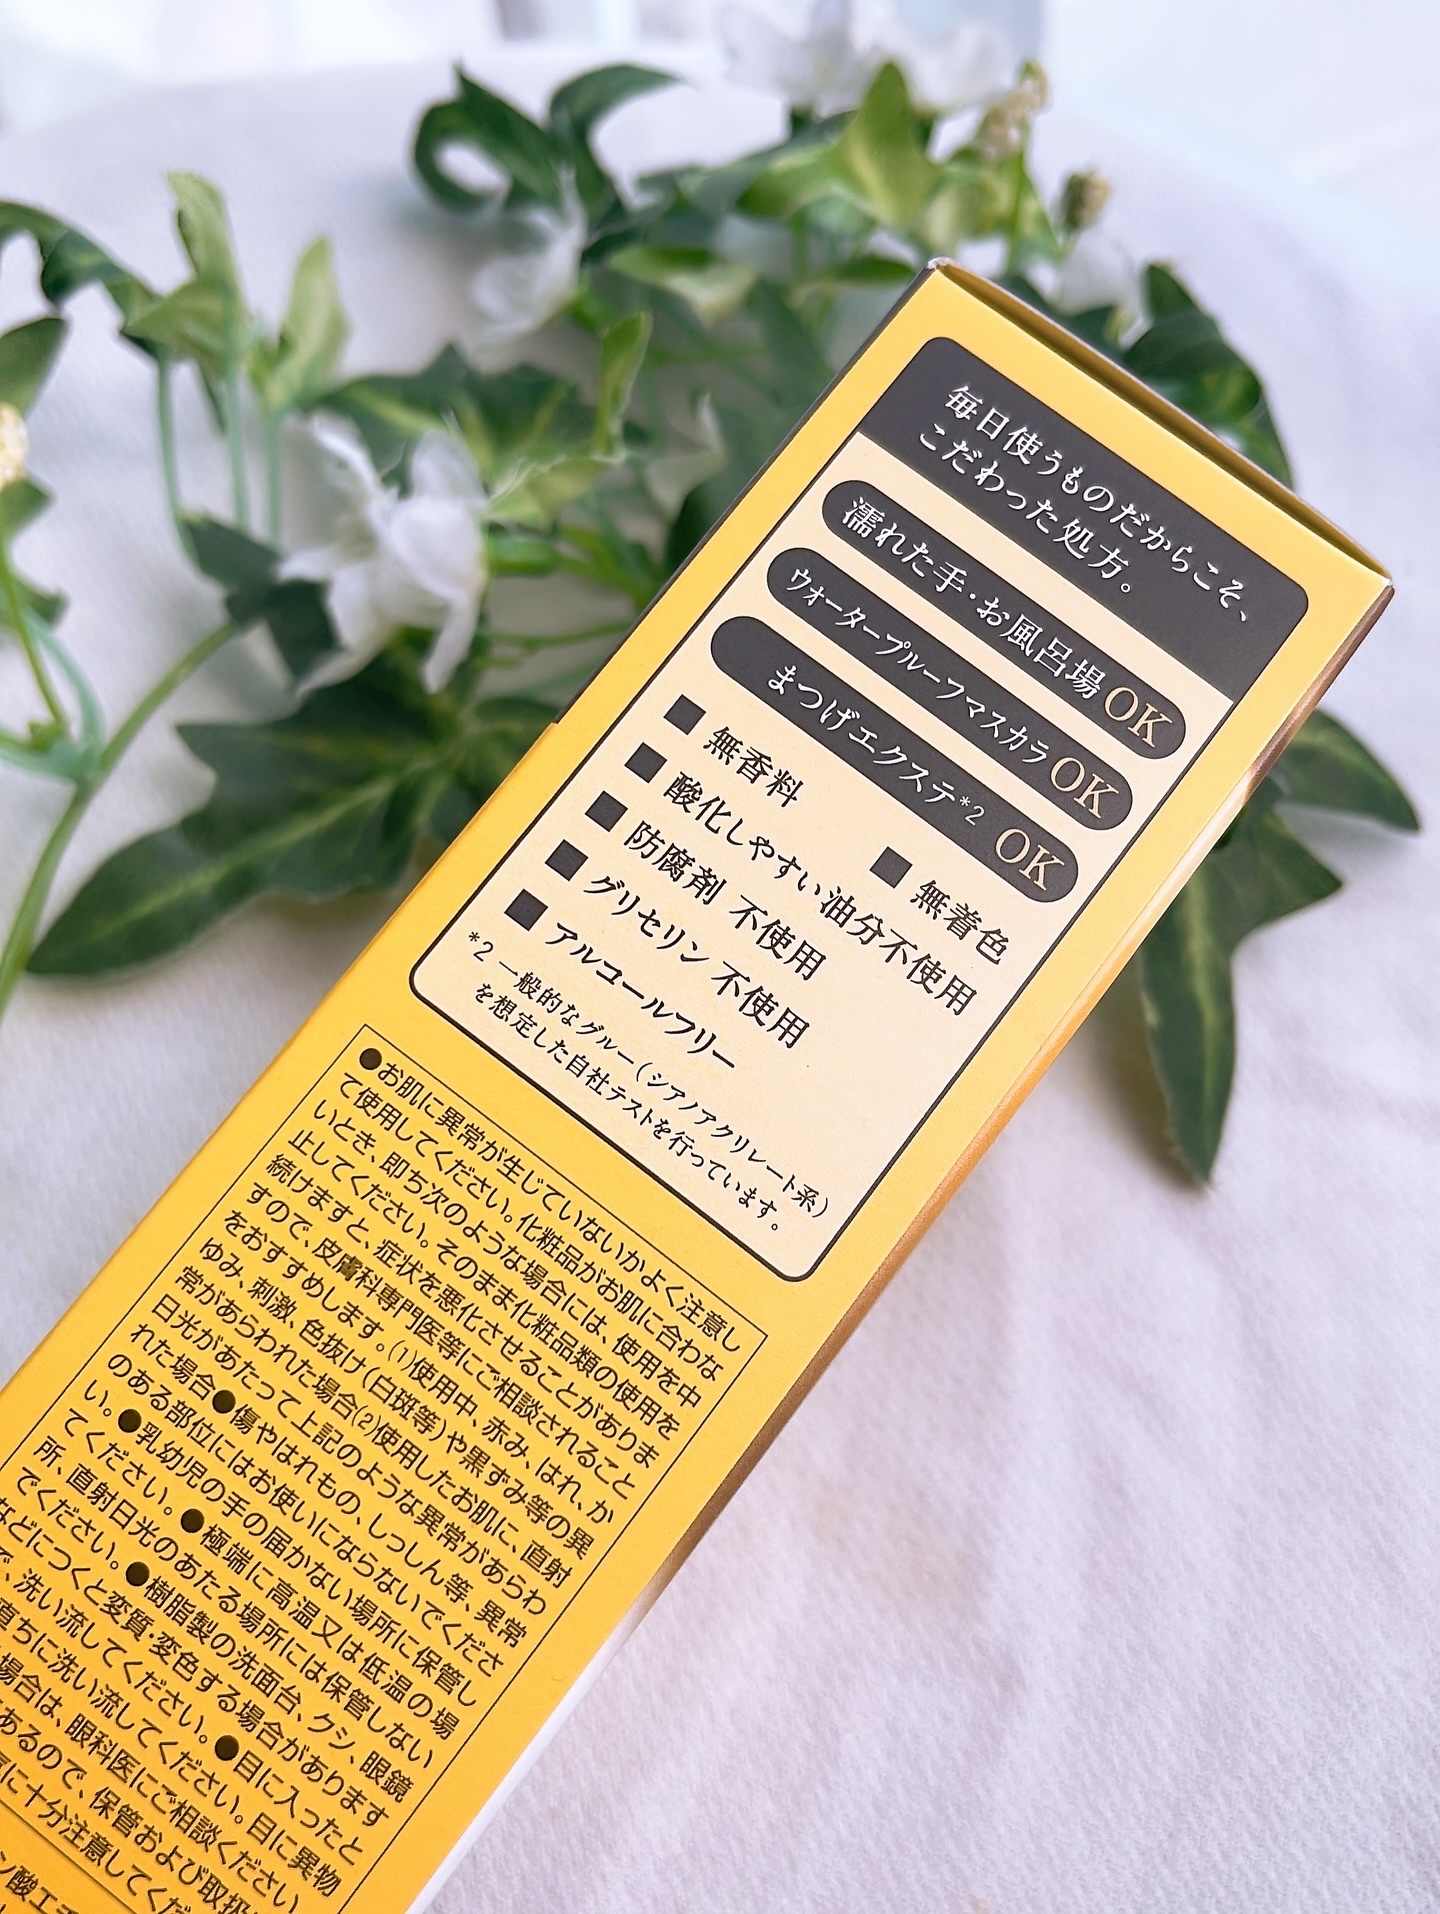 毎日使うものだからこそ、
こだわった処方。
濡れた手・お風呂場OK
ウォータープルーフマスカラOK
まつげエクステ*2 OK
■ 無香料 ■ 無着色
■ 酸化しやすい油分不使用
■ 防腐剤 不使用
■ グリセリン 不使用
■ アルコールフリー
*2 一般的なグルー(シアノアクリレート系)
を想定した自社テストを行っています。
●お肌に異常が生じていないかよく注意し
て使用してください。化粧品がお肌に合わな
いとき、即ち次のような場合には、使用を中
止してください。そのまま化粧品類の使用を
続けますと、症状を悪化させることがありま
すので、皮膚科専門医等にご相談されること
をおすすめします。(1)使用中、赤み、はれ、か
ゆみ、刺激、色抜け(白斑等)や黒ずみ等の異
常があらわれた場合(2)使用したお肌に、直射
日光があたって上記のような異常があらわ
れた場合●傷やはれもの、しっしん等、異常
のある部位にはお使いにならないでくださ
い。●乳幼児の手の届かない場所に保管し
てください。●極端に高温又は低温の場
所、直射日光のあたる場所には保管しない
でください。●樹脂製の洗面台、クシ、眼鏡
などにつくと変質・変色する場合があります
、洗い流してください。●目に入ったと
直ちに洗い流してください。目に異物
場合は、眼科医にご相談ください
あるので、保管および取扱
に十分注意してくだ
ン酸エチ